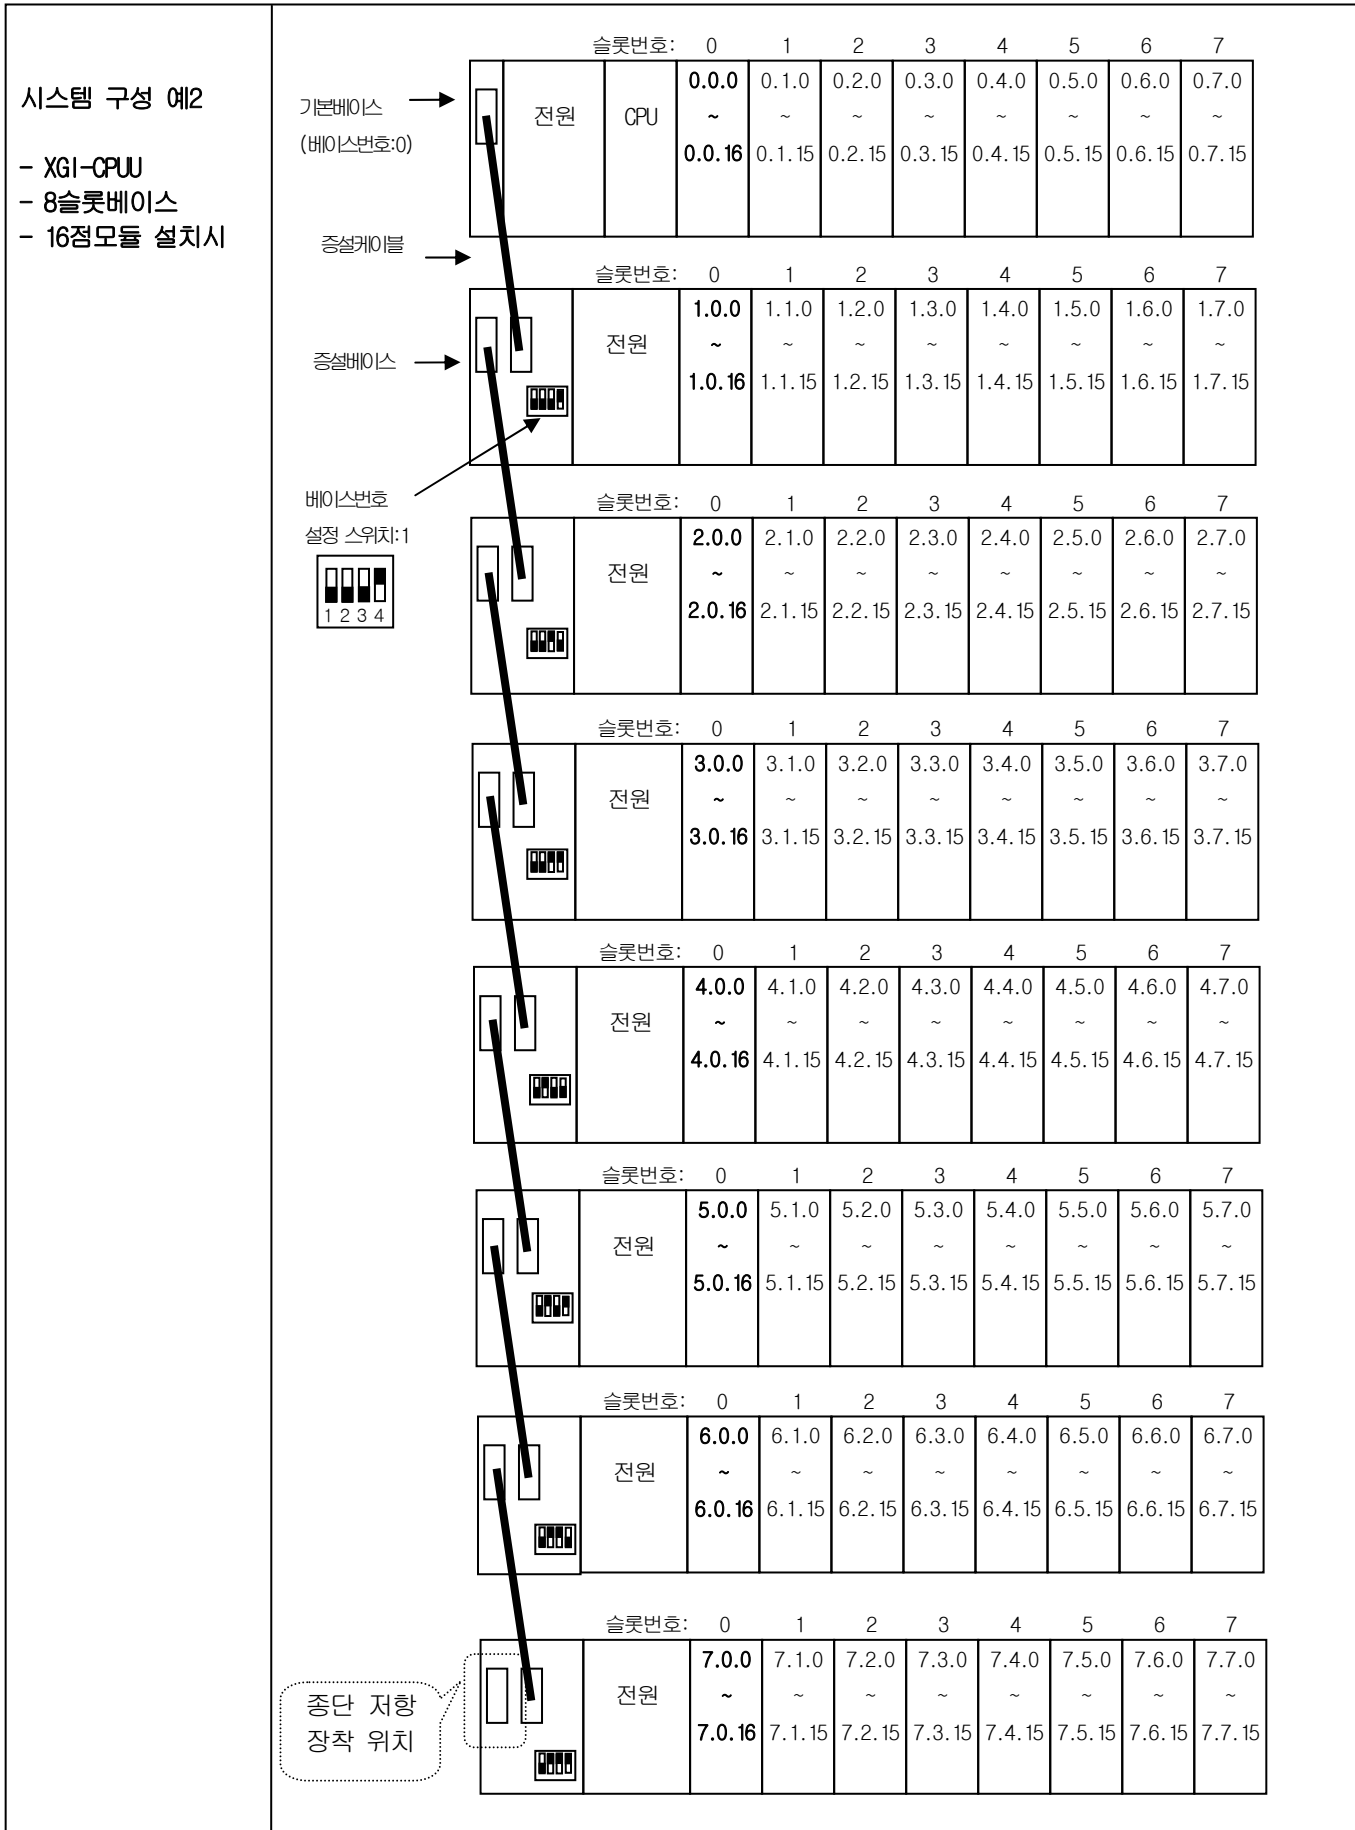 시스템 구성 예2
- XGI-CPUU
- 8슬롯베이스
- 16점모듈 설치시
슬롯번호: 0 1 2 3 4 5 6 7
기본베이스
(베이스번호:0)
전원 CPU
0.0.0 0.1.0 0.2.0 0.3.0 0.4.0 0.5.0 0.6.0 0.7.0
~ ~ ~ ~ ~ ~ ~ ~
0.0.16 0.1.15 0.2.15 0.3.15 0.4.15 0.5.15 0.6.15 0.7.15
증설케이블
슬롯번호: 0 1 2 3 4 5 6 7
증설베이스
전원
1.0.0 1.1.0 1.2.0 1.3.0 1.4.0 1.5.0 1.6.0 1.7.0
~ ~ ~ ~ ~ ~ ~ ~
1.0.16 1.1.15 1.2.15 1.3.15 1.4.15 1.5.15 1.6.15 1.7.15
베이스번호
설정 스위치:1
1 2 3 4
슬롯번호: 0 1 2 3 4 5 6 7
전원
2.0.0 2.1.0 2.2.0 2.3.0 2.4.0 2.5.0 2.6.0 2.7.0
~ ~ ~ ~ ~ ~ ~ ~
2.0.16 2.1.15 2.2.15 2.3.15 2.4.15 2.5.15 2.6.15 2.7.15
슬롯번호: 0 1 2 3 4 5 6 7
전원
3.0.0 3.1.0 3.2.0 3.3.0 3.4.0 3.5.0 3.6.0 3.7.0
~ ~ ~ ~ ~ ~ ~ ~
3.0.16 3.1.15 3.2.15 3.3.15 3.4.15 3.5.15 3.6.15 3.7.15
슬롯번호: 0 1 2 3 4 5 6 7
전원
4.0.0 4.1.0 4.2.0 4.3.0 4.4.0 4.5.0 4.6.0 4.7.0
~ ~ ~ ~ ~ ~ ~ ~
4.0.16 4.1.15 4.2.15 4.3.15 4.4.15 4.5.15 4.6.15 4.7.15
슬롯번호: 0 1 2 3 4 5 6 7
전원
5.0.0 5.1.0 5.2.0 5.3.0 5.4.0 5.5.0 5.6.0 5.7.0
~ ~ ~ ~ ~ ~ ~ ~
5.0.16 5.1.15 5.2.15 5.3.15 5.4.15 5.5.15 5.6.15 5.7.15
슬롯번호: 0 1 2 3 4 5 6 7
전원
6.0.0 6.1.0 6.2.0 6.3.0 6.4.0 6.5.0 6.6.0 6.7.0
~ ~ ~ ~ ~ ~ ~ ~
6.0.16 6.1.15 6.2.15 6.3.15 6.4.15 6.5.15 6.6.15 6.7.15
슬롯번호: 0 1 2 3 4 5 6 7
종단 저항
장착 위치
전원
7.0.0 7.1.0 7.2.0 7.3.0 7.4.0 7.5.0 7.6.0 7.7.0
~ ~ ~ ~ ~ ~ ~ ~
7.0.16 7.1.15 7.2.15 7.3.15 7.4.15 7.5.15 7.6.15 7.7.15